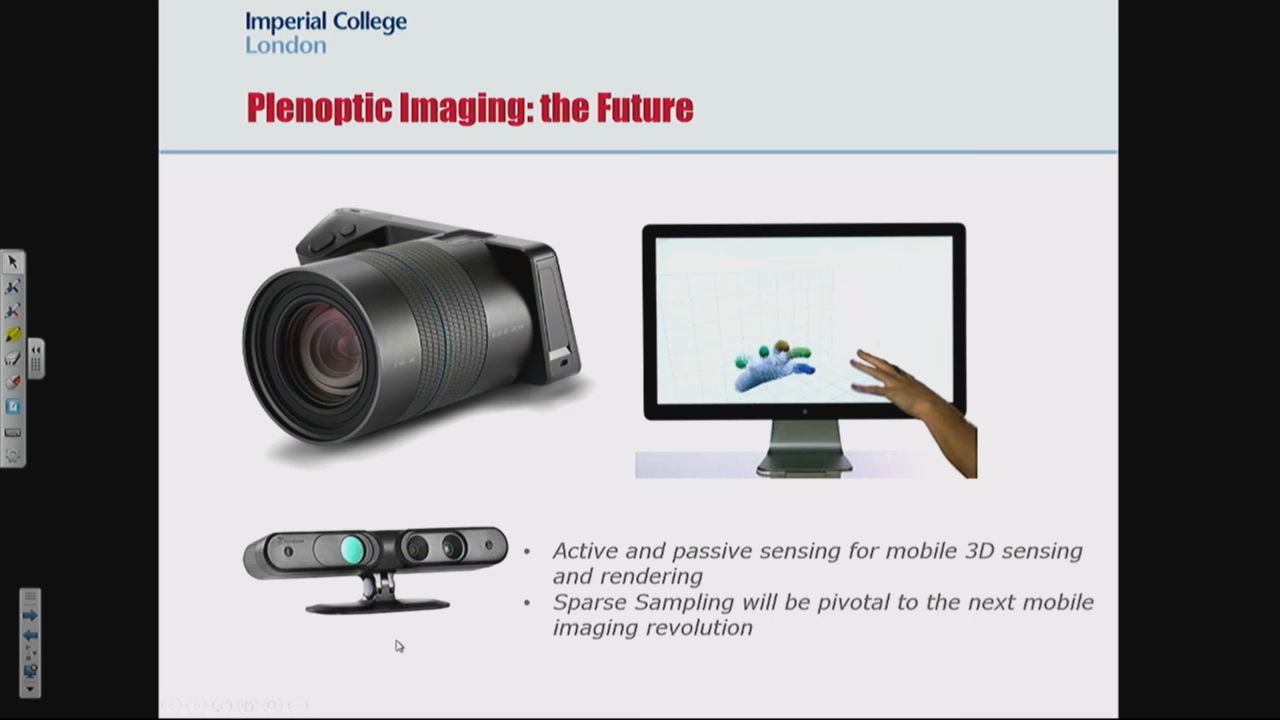 Imperial College
London
Plenoptic Imaging: the Future
• Active and passive sensing for mobile 3D sensing
and rendering
• Sparse Sampling will be pivotal to the next mobile
imaging revolution